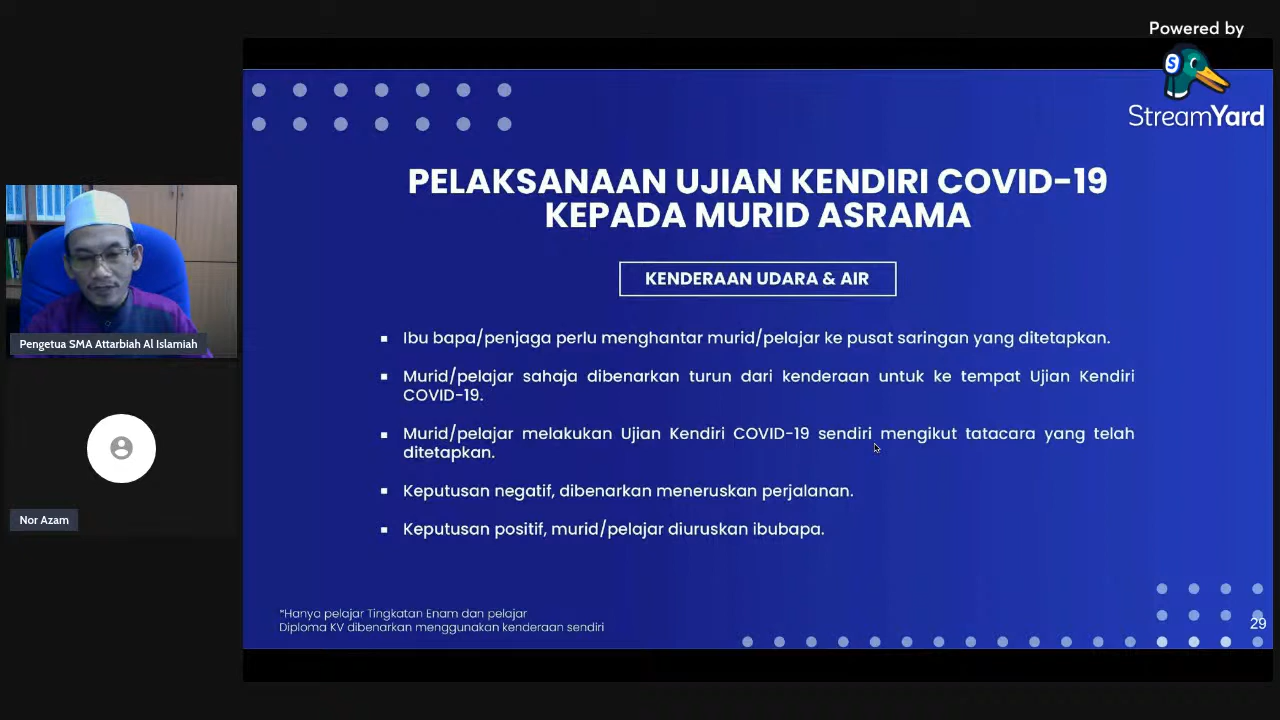 Powered by
StreamYard
PELAKSANAAN UJIAN KENDIRI COVID-19
KEPADA MURID ASRAMA
KENDERAAN UDARA & AIR
▪ Ibu bapa/penjaga perlu menghantar murid/pelajar ke pusat saringan yang ditetapkan.
▪ Murid/pelajar sahaja dibenarkan turun dari kenderaan untuk ke tempat Ujian Kendiri
COVID-19.
▪ Murid/pelajar melakukan Ujian Kendiri COVID-19 sendiri mengikut tatacara yang telah
ditetapkan.
▪ Keputusan negatif, dibenarkan meneruskan perjalanan.
▪ Keputusan positif, murid/pelajar diuruskan ibubapa.
*Hanya pelajar Tingkatan Enam dan pelajar
Diploma KV dibenarkan menggunakan kenderaan sendiri
29
Pengetua SMA Attarbiah Al Islamiah
Nor Azam